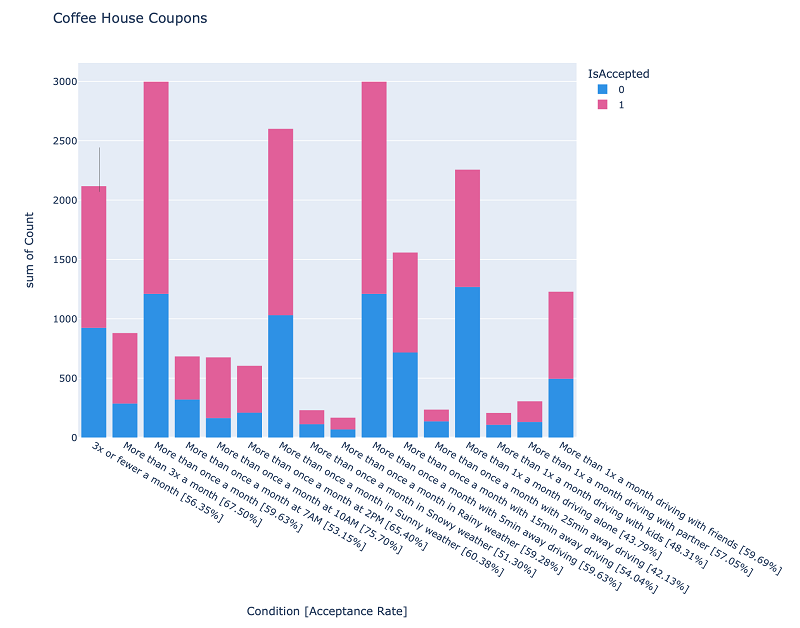 Coffee House Coupons
IsAccepted
0
1
3000
2500
2000
1500
1000
500
0
sum of Count
3x or fewer a month [56.35%]
More than 3x a month [67.50%]
More than once a month [59.63%]
More than once a month at 7AM [53.15%]
More than once a month at 10AM [75.70%]
More than once a month at 2PM [65.40%]
More than once a month in Sunny weather [60.38%]
More than once a month in Snowy weather [51.30%]
More than once a month in Rainy weather [59.28%]
More than once a month with 5min away driving [59.63%]
More than once a month with 15min away driving [54.04%]
More than once a month with 25min away driving [42.13%]
More than 1x a month driving alone [43.79%]
More than 1x a month driving with kids [48.31%]
More than 1x a month driving with partner [57.05%]
More than 1x a month driving with friends [59.69%]
Condition [Acceptance Rate]